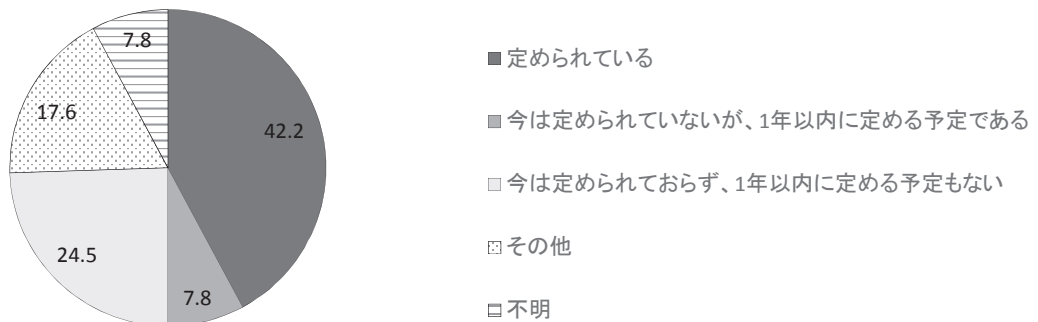 7.8
17.6
42.2
24.5
7.8
定められている
今は定められていないが、1年以内に定める予定である
今は定められておらず、1年以内に定める予定もない
その他
不明